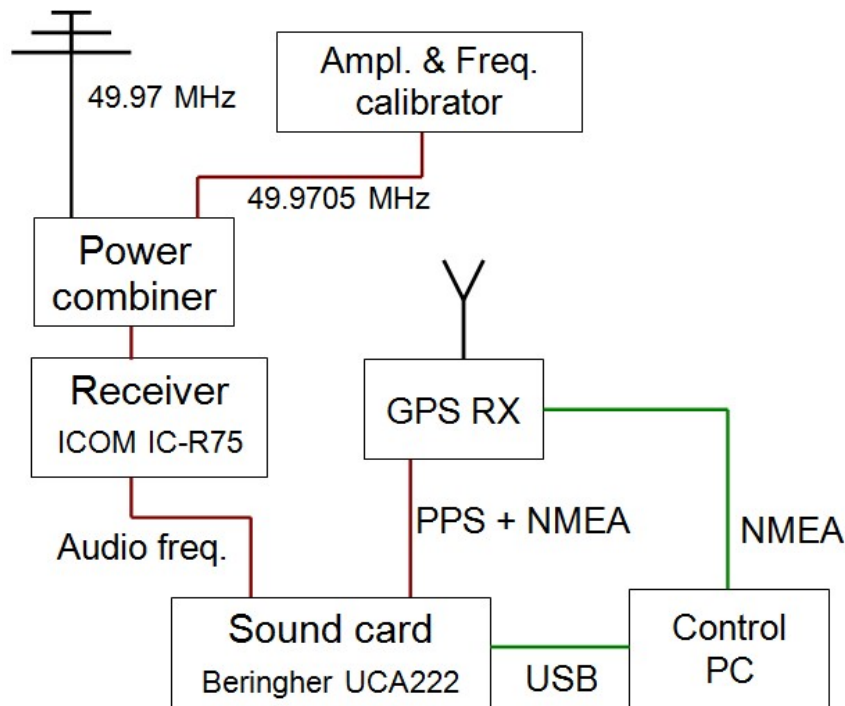 49.97 MHz
Ampl. & Freq.
calibrator
49.9705 MHz
Power
combiner
Receiver
ICOM IC-R75
GPS RX
Audio freq.
PPS + NMEA
NMEA
Sound card
Beringher UCA222
USB
Control
PC